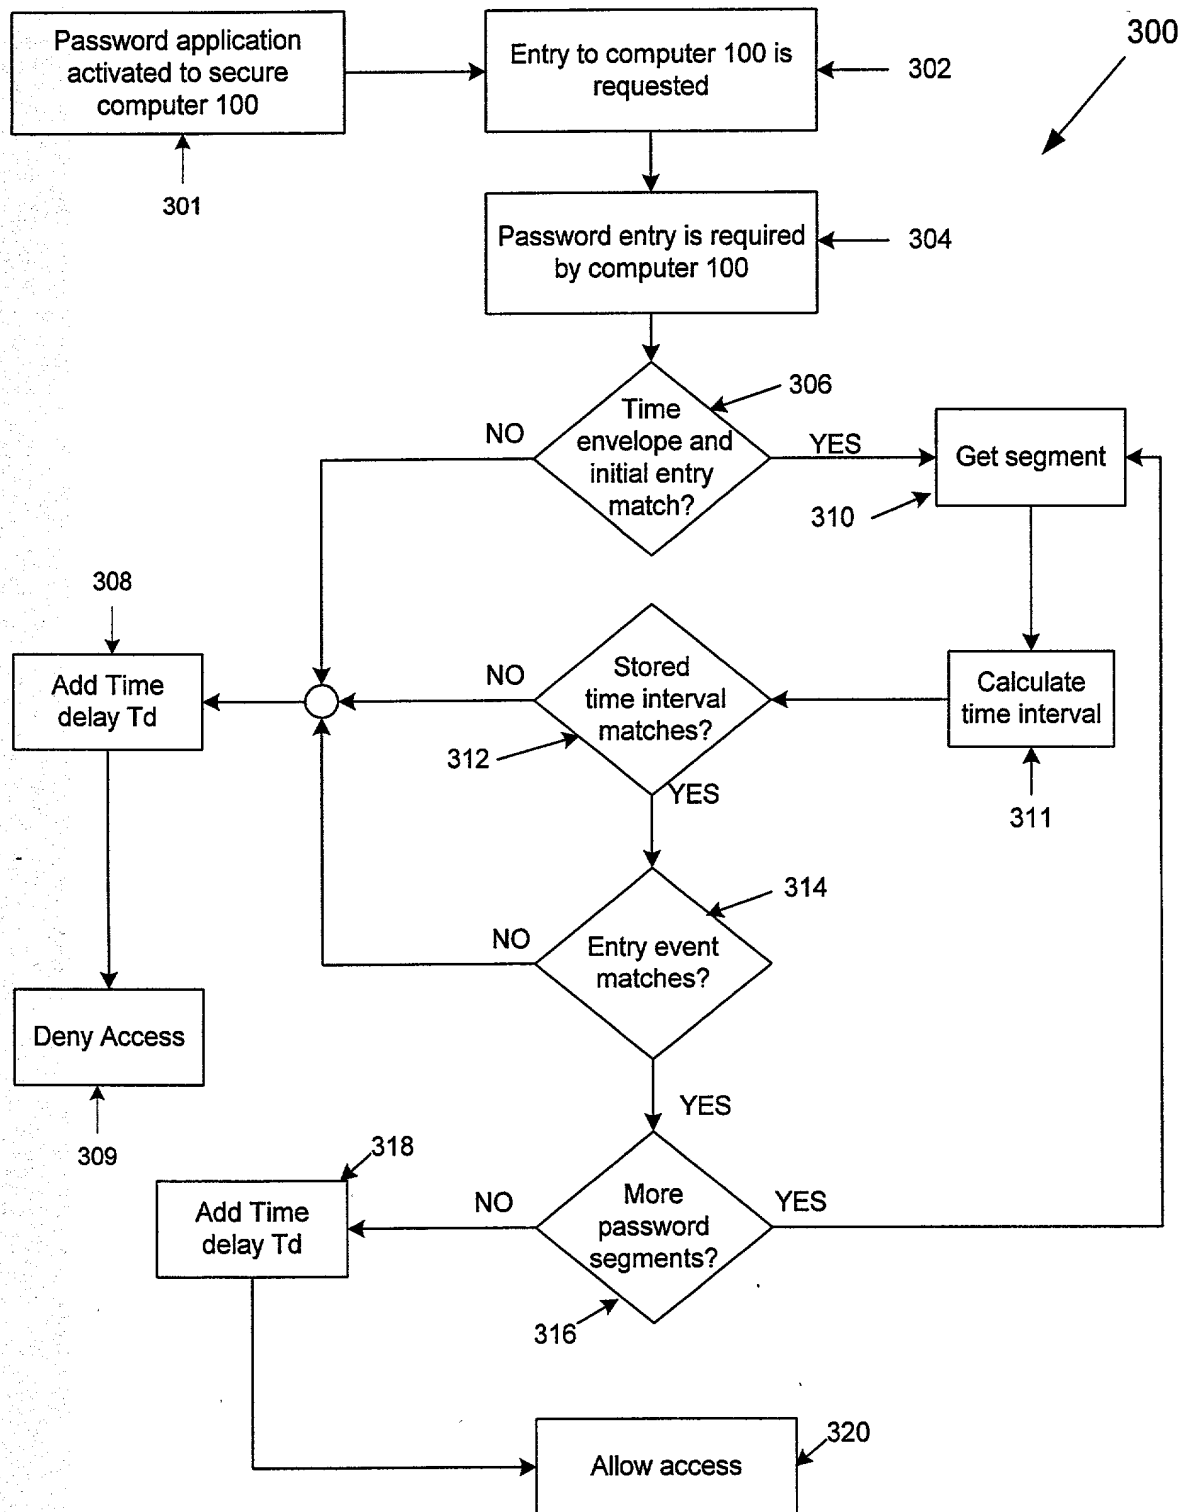 300
Password application
activated to secure
computer 100
301
Entry to computer 100 is
requested
302
Password entry is required
by computer 100
304
Time
envelope and
initial entry
match?
306
NO
YES
Get segment
310
308
Add Time
delay Td
NO
Stored
time interval
matches?
312
YES
Calculate
time interval
311
314
Entry event
matches?
NO
YES
Deny Access
309
318
Add Time
delay Td
NO
More
password
segments?
YES
316
Allow access
320